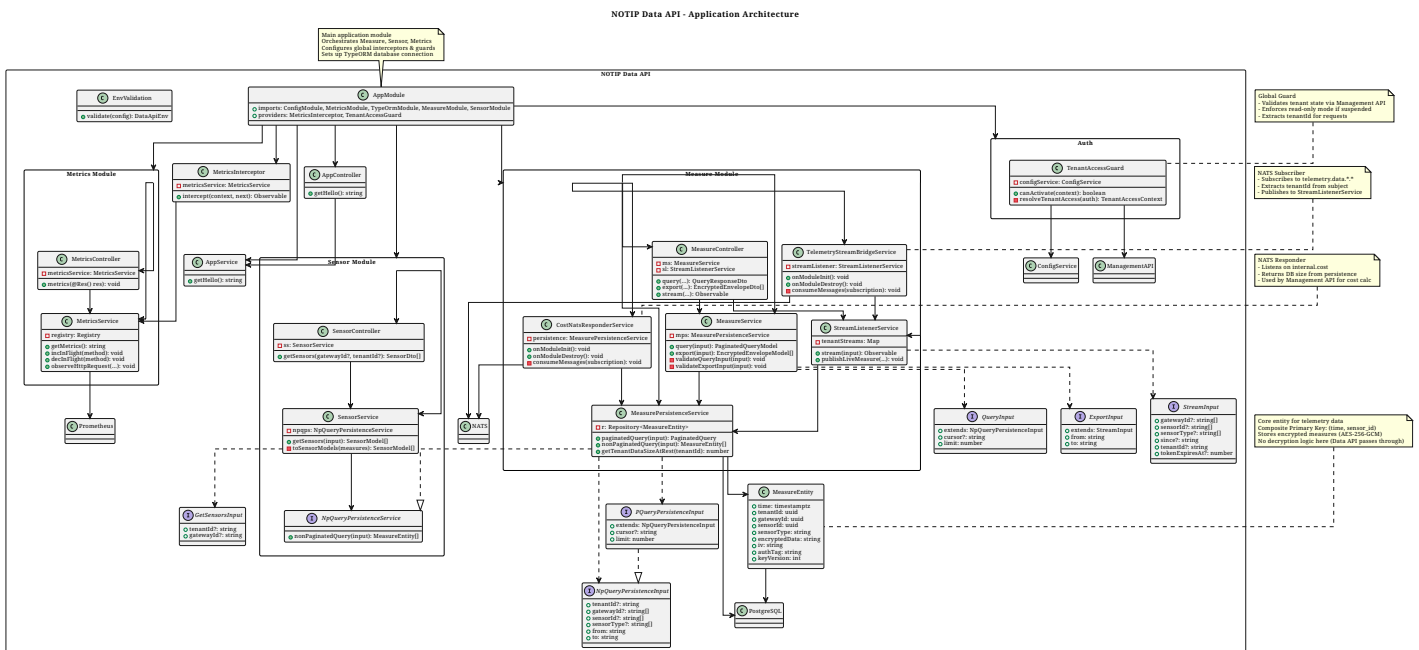 NOTIP Data API - Application Architecture
Main application module
Orchestrates Measure, Sensor, Metrics
Configures global interceptors & guards
Sets up TypeORM database connection
NOTIP Data API
C EnvValidation
validate(config): DataApiEnv
C AppModule
imports: ConfigModule, MetricsModule, TypeOrmModule, MeasureModule, SensorModule
providers: MetricsInterceptor, TenantAccessGuard
Global Guard
- Validates tenant state via Management API
- Enforces read-only mode if suspended
- Extracts tenantId for requests
Auth
C TenantAccessGuard
configService: ConfigService
canActivate(context): boolean
resolveTenantAccess(auth): TenantAccessContext
NATS Subscriber
- Subscribes to telemetry.data.*.*
- Extracts tenantId from subject
- Publishes to StreamListenerService
Metrics Module
C MetricsInterceptor
metricsService: MetricsService
intercept(context, next): Observable
C AppController
getHello(): string
Measure Module
C MetricsController
metricsService: MetricsService
metrics(@Res() res): void
C AppService
getHello(): string
Sensor Module
C MeasureController
ms: MeasureService
sl: StreamListenerService
query(...): QueryResponseDto
export(...): EncryptedEnvelopeDto[]
stream(...): Observable
C TelemetryStreamBridgeService
streamListener: StreamListenerService
onModuleInit(): void
onModuleDestroy(): void
consumeMessages(subscription): void
C ConfigService
C ManagementAPI
NATS Responder
- Listens on internal.cost
- Returns DB size from persistence
- Used by Management API for cost calc
C MetricsService
registry: Registry
getMetrics(): string
incInFlight(method): void
decInFlight(method): void
observeHttpRequest(...): void
C SensorController
ss: SensorService
getSensors(gatewayId?, tenantId?): SensorDto[]
C CostNatsResponderService
persistence: MeasurePersistenceService
onModuleInit(): void
onModuleDestroy(): void
consumeMessages(subscription): void
C MeasureService
mps: MeasurePersistenceService
query(input): PaginatedQueryModel
export(input): EncryptedEnvelopeModel[]
validateQueryInput(input): void
validateExportInput(input): void
C StreamListenerService
tenantStreams: Map
stream(input): Observable
publishLiveMeasure(...): void
C Prometheus
C SensorService
npqps: NpQueryPersistenceService
getSensors(input): SensorModel[]
toSensorModels(measures): SensorModel[]
C NATS
C MeasurePersistenceService
r: Repository<MeasureEntity>
paginatedQuery(input): PaginatedQuery
nonPaginatedQuery(input): MeasureEntity[]
getTenantDataSizeAtRest(tenantId): number
I QueryInput
extends: NpQueryPersistenceInput
cursor?: string
limit: number
I ExportInput
extends: StreamInput
from: string
to: string
I StreamInput
gatewayId?: string[]
sensorId?: string[]
sensorType?: string[]
since?: string
tenantId?: string
tokenExpiresAt?: number
Core entity for telemetry data
Composite Primary Key: (time, sensor_id)
Stores encrypted measures (AES-256-GCM)
No decryption logic here (Data API passes through)
I GetSensorsInput
tenantId?: string
gatewayId?: string
I NpQueryPersistenceService
nonPaginatedQuery(input): MeasureEntity[]
I PQueryPersistenceInput
extends: NpQueryPersistenceInput
cursor?: string
limit: number
C MeasureEntity
time: timestamptz
tenantId: uuid
gatewayId: uuid
sensorId: uuid
sensorType: string
encryptedData: string
iv: string
authTag: string
keyVersion: int
I NpQueryPersistenceInput
tenantId?: string
gatewayId?: string[]
sensorId?: string[]
sensorType?: string[]
from: string
to: string
C PostgreSQL